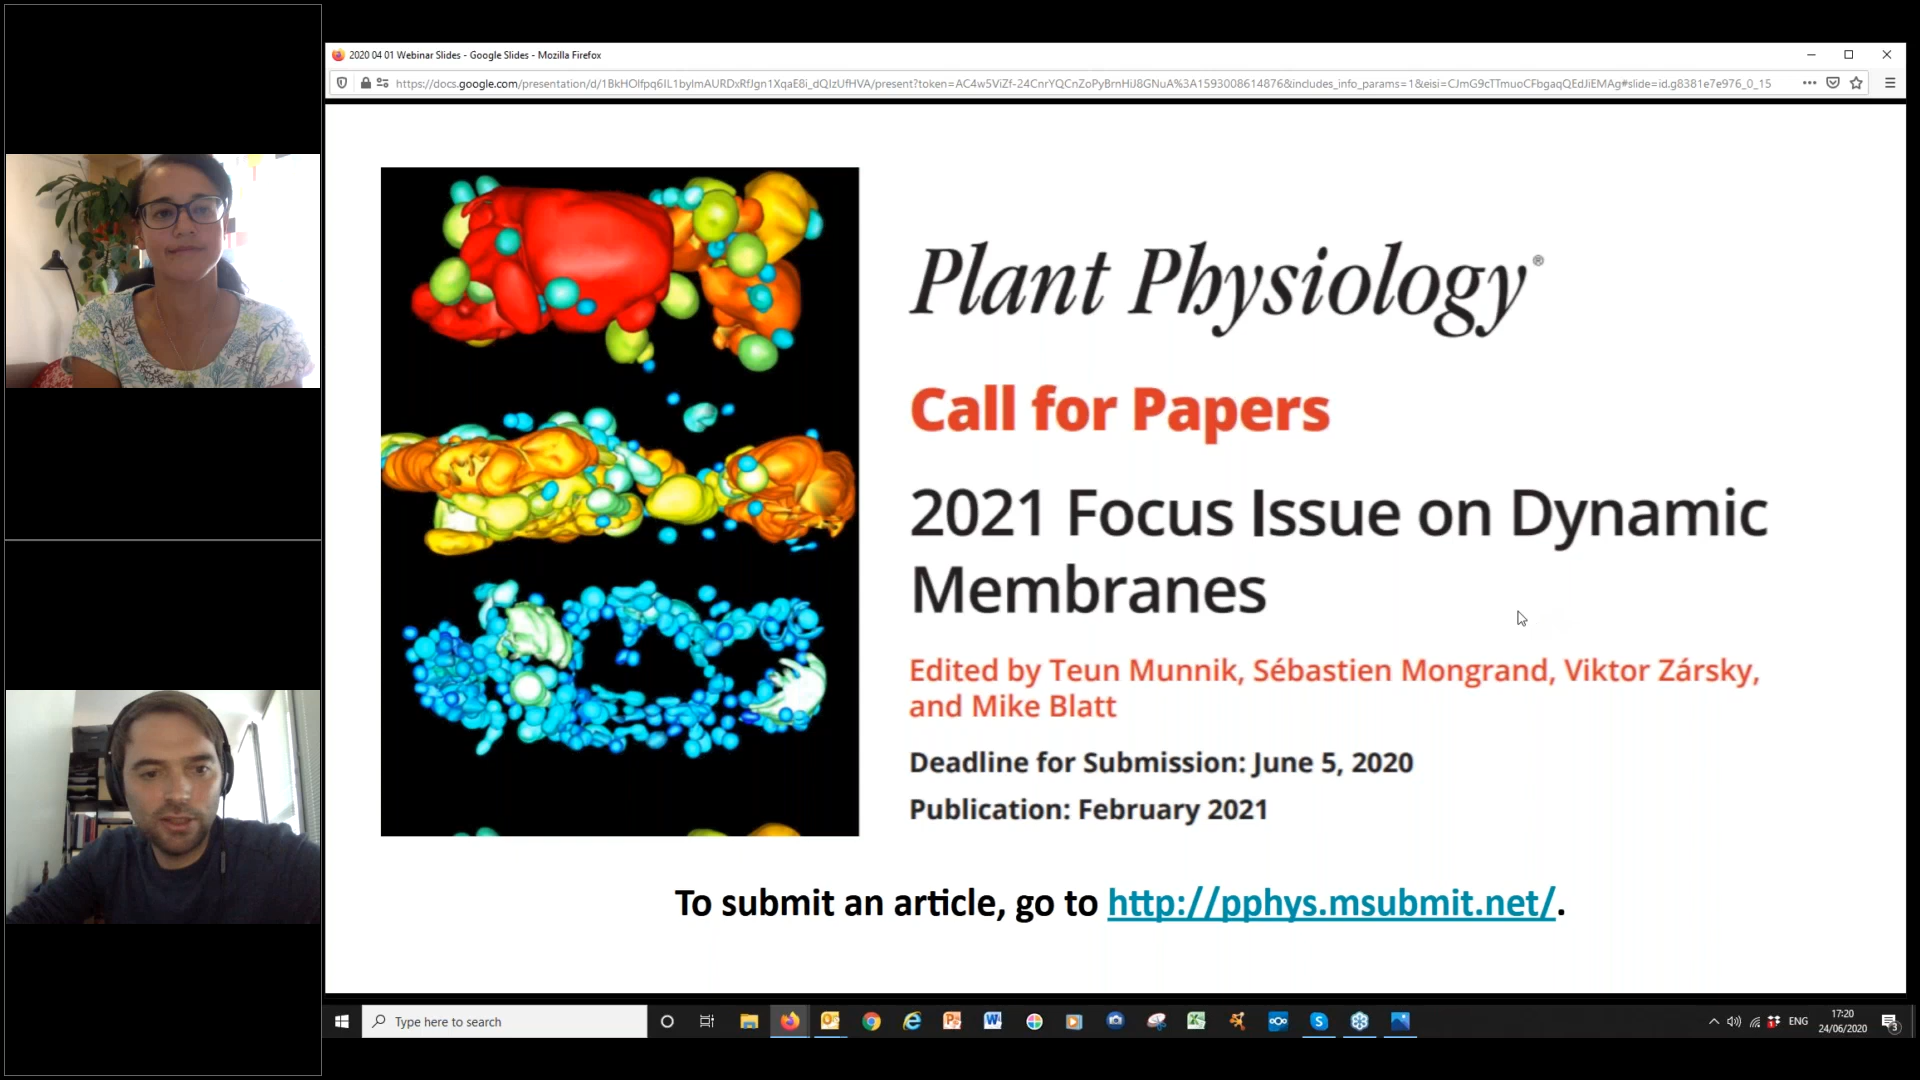 2020 04 01 Webinar Slides - Google Slides - Mozilla Firefox
Plant Physiology®
Call for Papers
2021 Focus Issue on Dynamic
Membranes
Edited by Teun Munnik, Sébastien Mongrand, Viktor Zársky,
and Mike Blatt
Deadline for Submission: June 5, 2020
Publication: February 2021
To submit an article, go to http://pphys.msubmit.net/.
Type here to search
ENG
17:20
24/06/2020
3